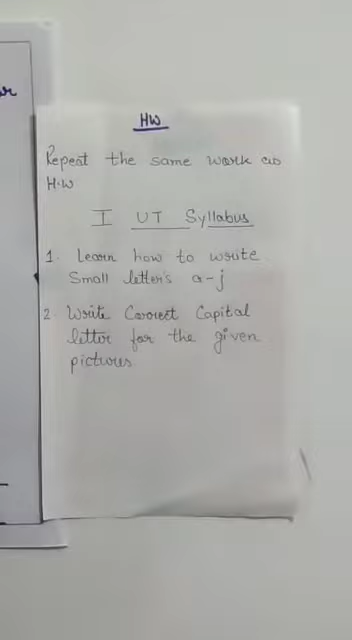 HW
Repeat the same work as
H.W
I UT Syllabus
1. Learn how to write
Small letter's a-j
2. Write Correct Capital
letter for the given
pictures